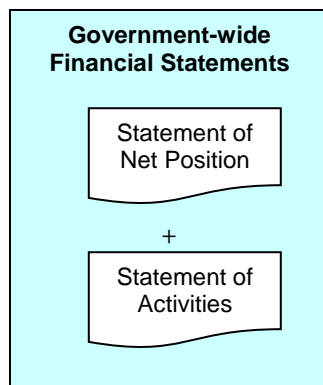 Government-wide
Financial Statements
Statement of
Net Position
+
Statement of
Activities